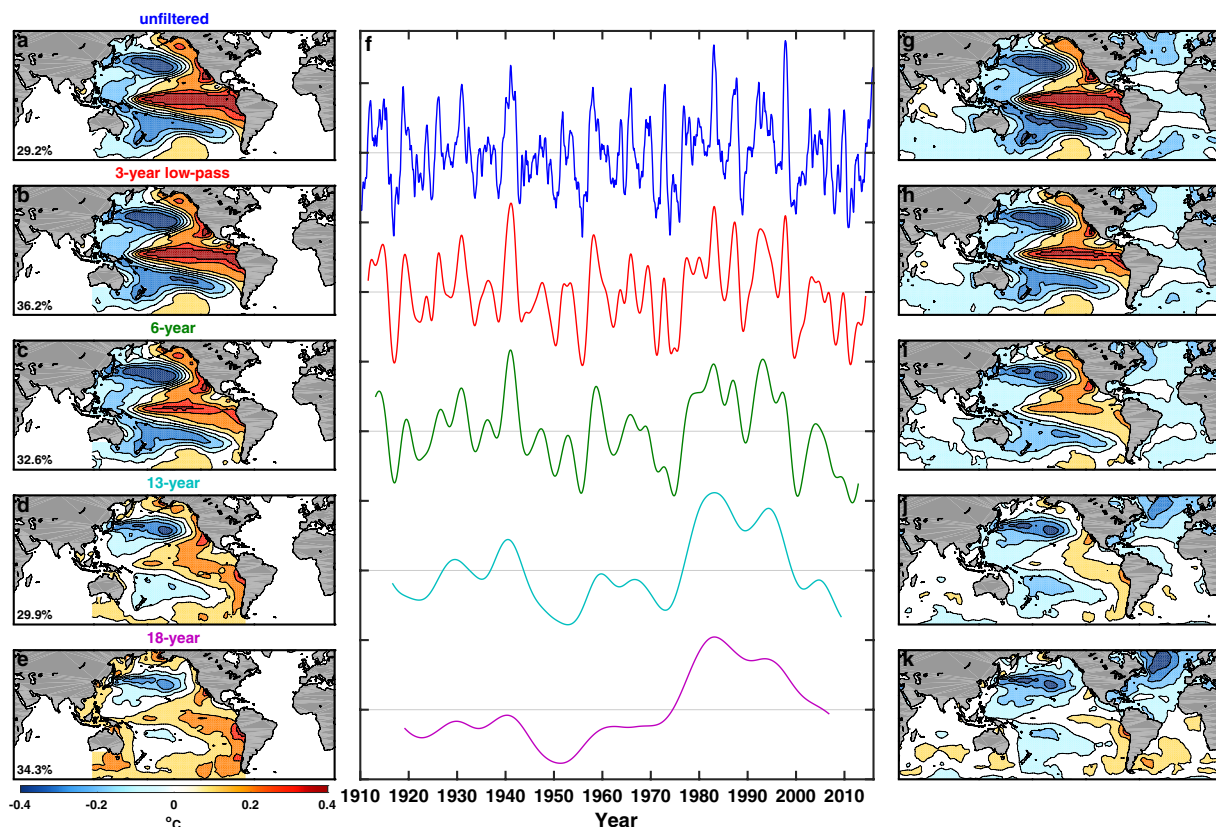 unfiltered
a
29.2%
3-year low-pass
b
36.2%
6-year
c
32.6%
13-year
d
29.9%
18-year
e
34.3%
-0.4 -0.2 0 0.2 0.4
°C
f
1910 1920 1930 1940 1950 1960 1970 1980 1990 2000 2010
Year
g
h
i
j
k